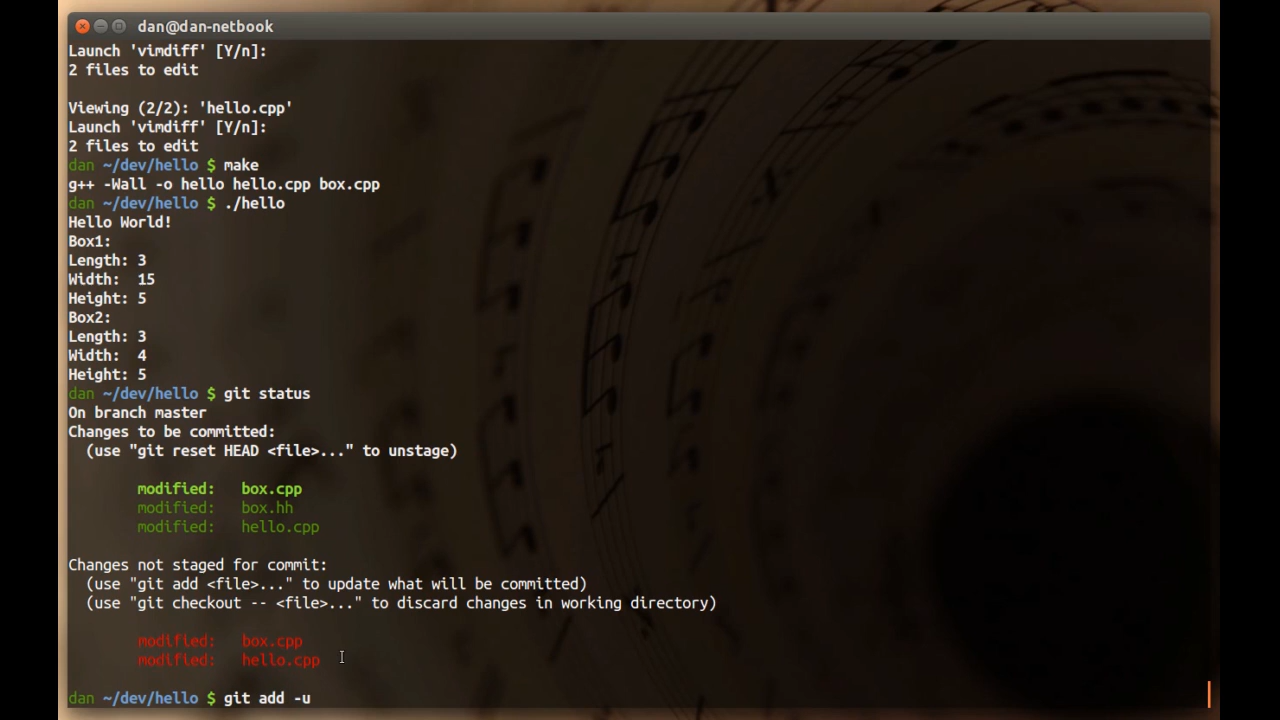 dan@dan-netbook
Launch 'vimdiff' [Y/n]:
2 files to edit
Viewing (2/2): 'hello.cpp'
Launch 'vimdiff' [Y/n]:
2 files to edit
dan ~/dev/hello $ make
g++ -Wall -o hello hello.cpp box.cpp
dan ~/dev/hello $ ./hello
Hello World!
Box1:
Length: 3
Width:  15
Height: 5
Box2:
Length: 3
Width:  4
Height: 5
dan ~/dev/hello $ git status
On branch master
Changes to be committed:
  (use "git reset HEAD <file>..." to unstage)
        modified:   box.cpp
        modified:   box.hh
        modified:   hello.cpp
Changes not staged for commit:
  (use "git add <file>..." to update what will be committed)
  (use "git checkout -- <file>..." to discard changes in working directory)
        modified:   box.cpp
        modified:   hello.cpp
dan ~/dev/hello $ git add -u